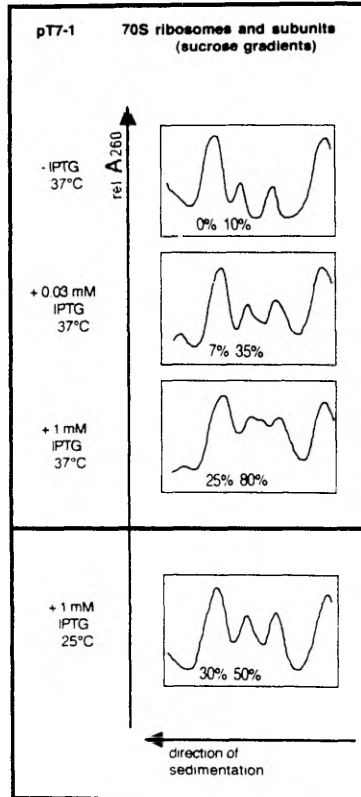 pT7-1 70S ribosomes and subunits
(sucrose gradients)
rel A260
- IPTG
37°C
0% 10%
+ 0.03 mM
IPTG
37°C
7% 35%
+ 1 mM
IPTG
37°C
25% 80%
+ 1 mM
IPTG
25°C
30% 50%
direction of
sedimentation